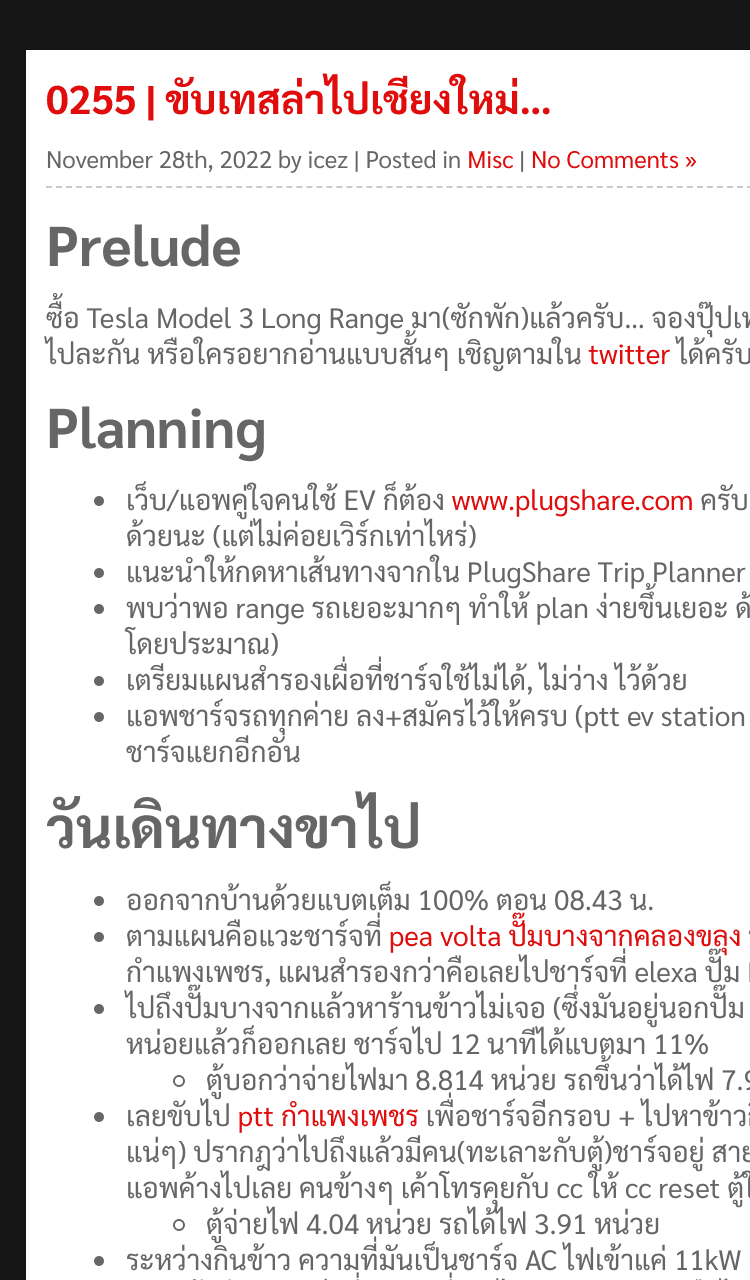 0255 | ขับเทสล่าไปเชียงใหม่...
November 28th, 2022 by icez | Posted in Misc | No Comments »
Prelude
ซื้อ Tesla Model 3 Long Range มา(ซักพัก)แล้วครับ... จองปุ๊ปเ
ไปละกัน หรือใครอยากอ่านแบบสั้นๆ เชิญตามใน twitter ได้ครับ
Planning
เว็บ/แอพคู่ใจคนใช้ EV ก็ต้อง www.plugshare.com ครับ
ด้วยนะ (แต่ไม่ค่อยเวิร์กเท่าไหร่)
แนะนำให้กดหาเส้นทางจากใน PlugShare Trip Planner
พบว่าพอ range รถเยอะมากๆ ทำให้ plan ง่ายขึ้นเยอะ
โดยประมาณ)
เตรียมแผนสำรองเผื่อที่ชาร์จใช้ไม่ได้, ไม่ว่าง ไว้ด้วย
แอพชาร์จรถทุกค่าย ลง+สมัครไว้ให้ครบ (ptt ev station
ชาร์จแยกอีกอัน
วันเดินทางขาไป
ออกจากบ้านด้วยแบตเต็ม 100% ตอน 08.43 น.
ตามแผนคือแวะชาร์จที่ pea volta ปั๊มบางจากคลองขลุง
กำแพงเพชร, แผนสำรองกว่าคือเลยไปชาร์จที่ elexa ปั๊ม
ไปถึงปั๊มบางจากแล้วหาร้านข้าวไม่เจอ (ซึ่งมันอยู่นอกปั๊ม
หน่อยแล้วก็ออกเลย ชาร์จไป 12 นาทีได้แบตมา 11%
ตู้บอกว่าจ่ายไฟมา 8.814 หน่วย รถขึ้นว่าได้ไฟ 7.9
เลยขับไป ptt กำแพงเพชร เพื่อชาร์จอีกรอบ + ไปหาข้าว
แน่ๆ) ปรากฏว่าไปถึงแล้วมีคน(ทะเลาะกับตู้)ชาร์จอยู่ สาย
แอพค้างไปเลย คนข้างๆ เค้าโทรคุยกับ cc ให้ cc reset ตู้
ตู้จ่ายไฟ 4.04 หน่วย รถได้ไฟ 3.91 หน่วย
ระหว่างกินข้าว ความที่มันเป็นชาร์จ AC ไฟเข้าแค่ 11kW